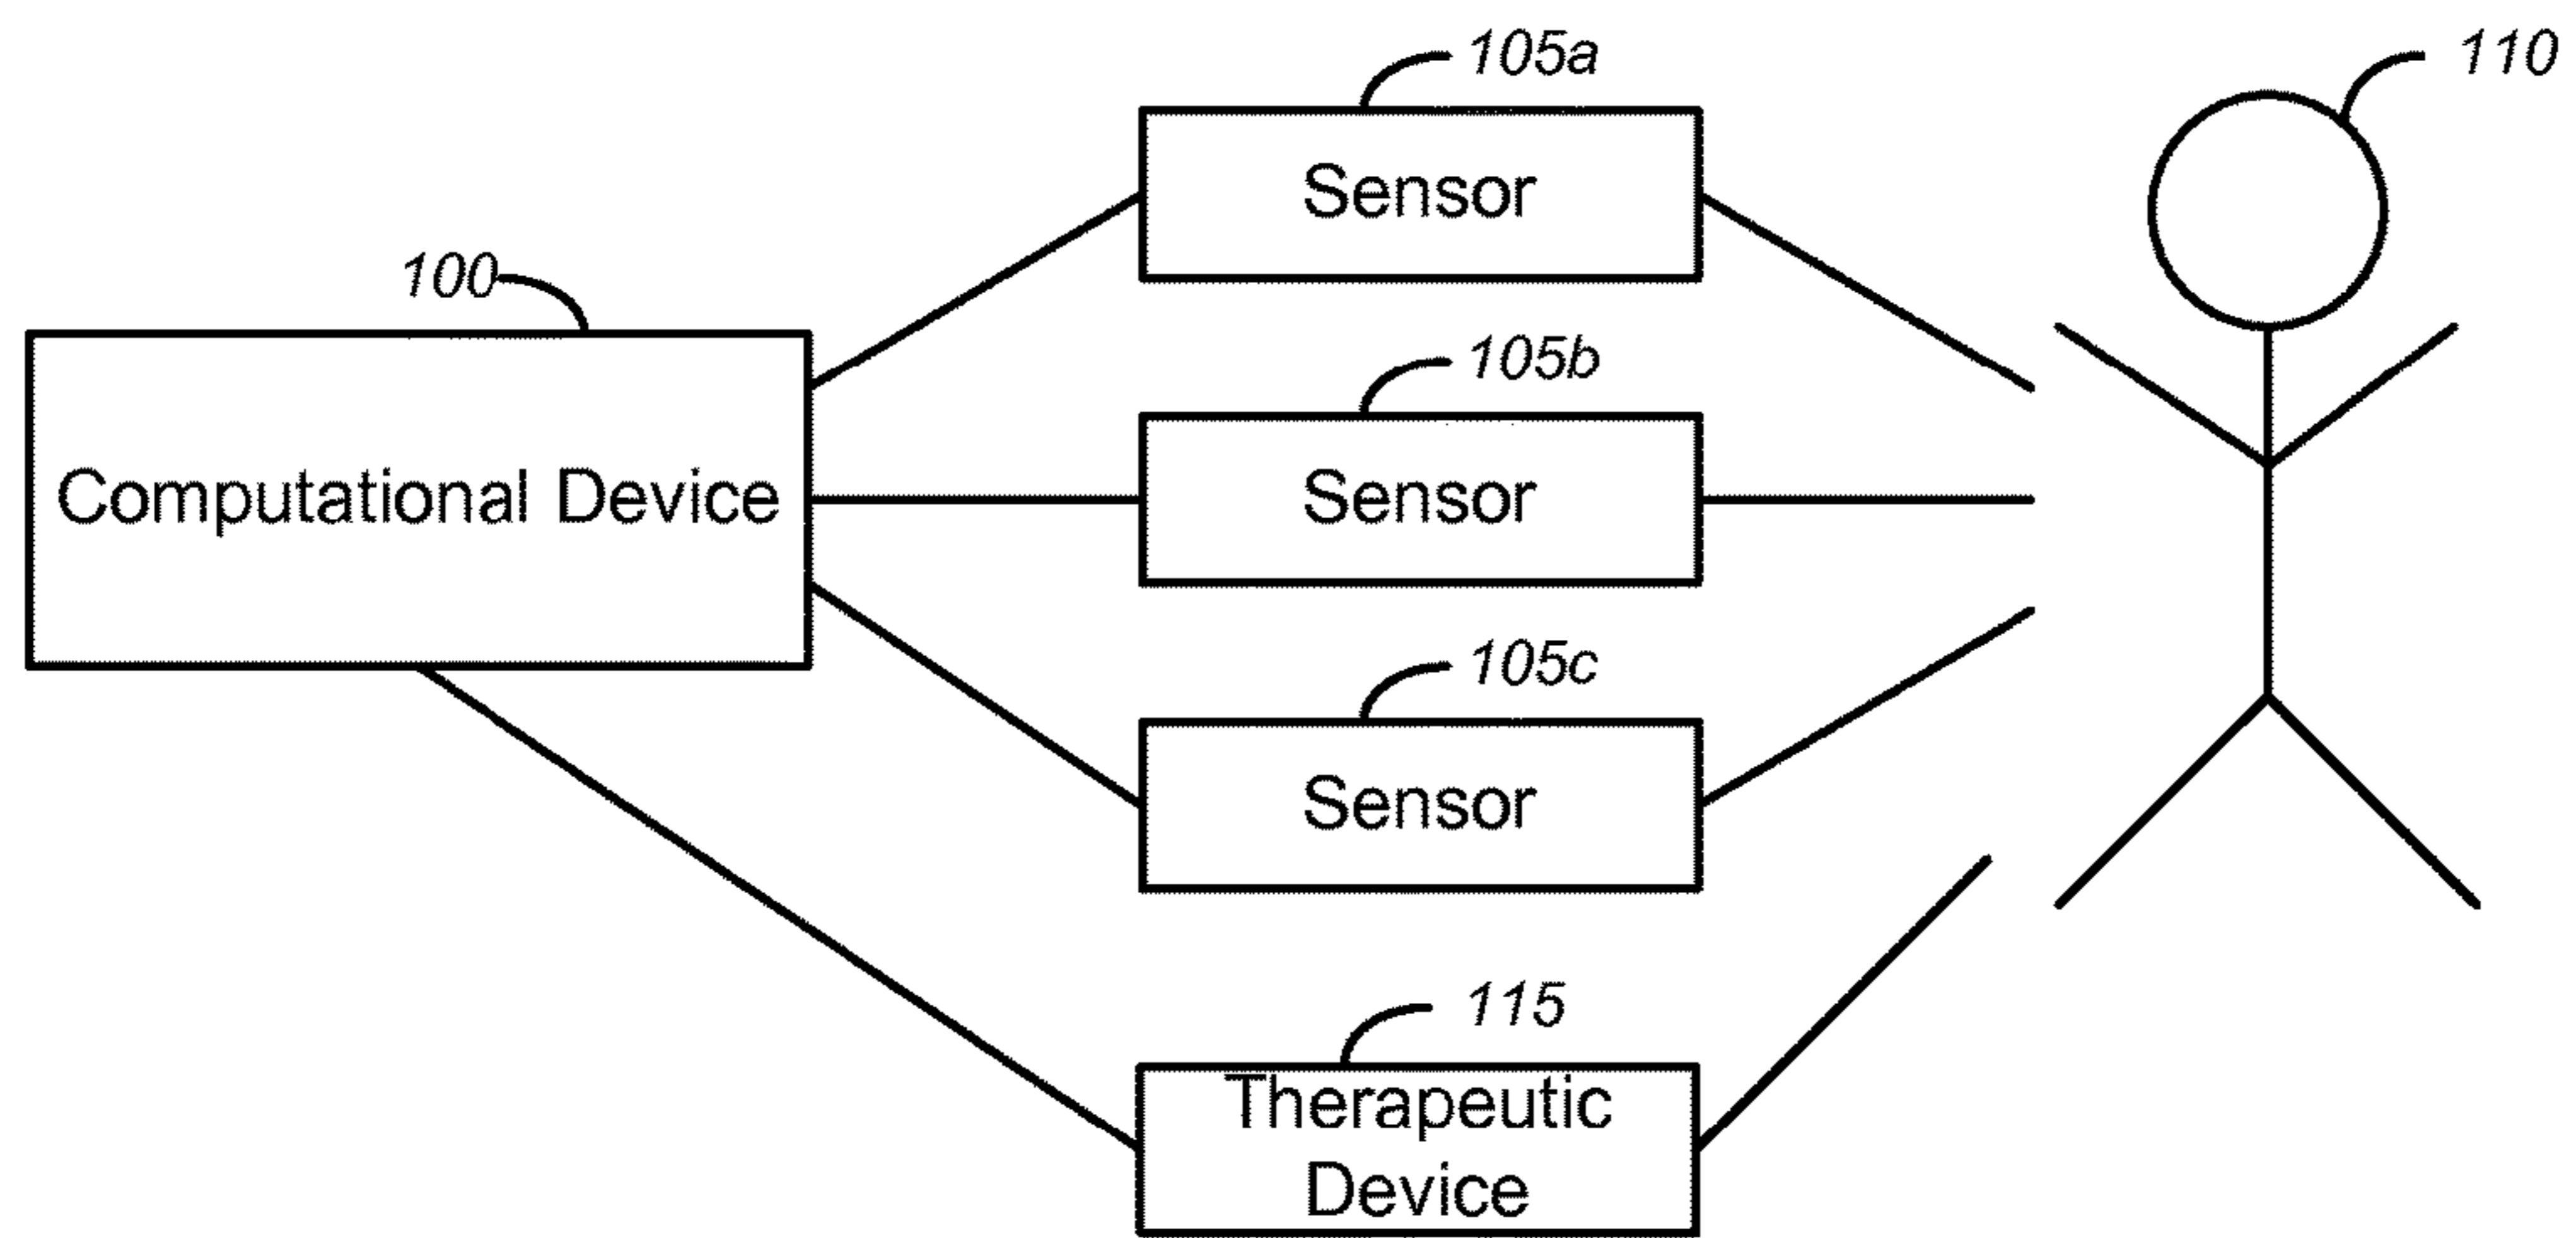 105a
110
Sensor
100
105b
Computational Device
Sensor
105c
Sensor
115
Therapeutic
Device